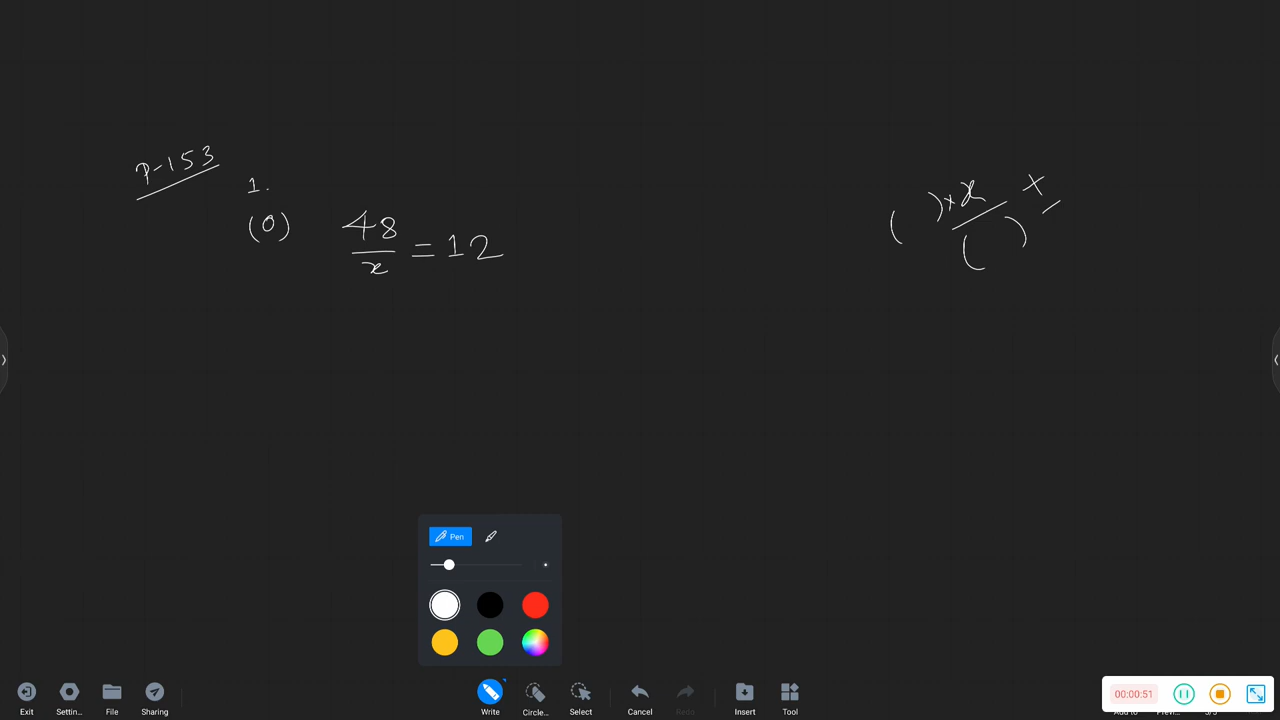 P-153
1.
(0) 48/x = 12
( )×x/( ) +
Pen
Exit
Settin...
File
Sharing
Write
Circle...
Select
Cancel
Redo
Insert
Tool
00:00:51